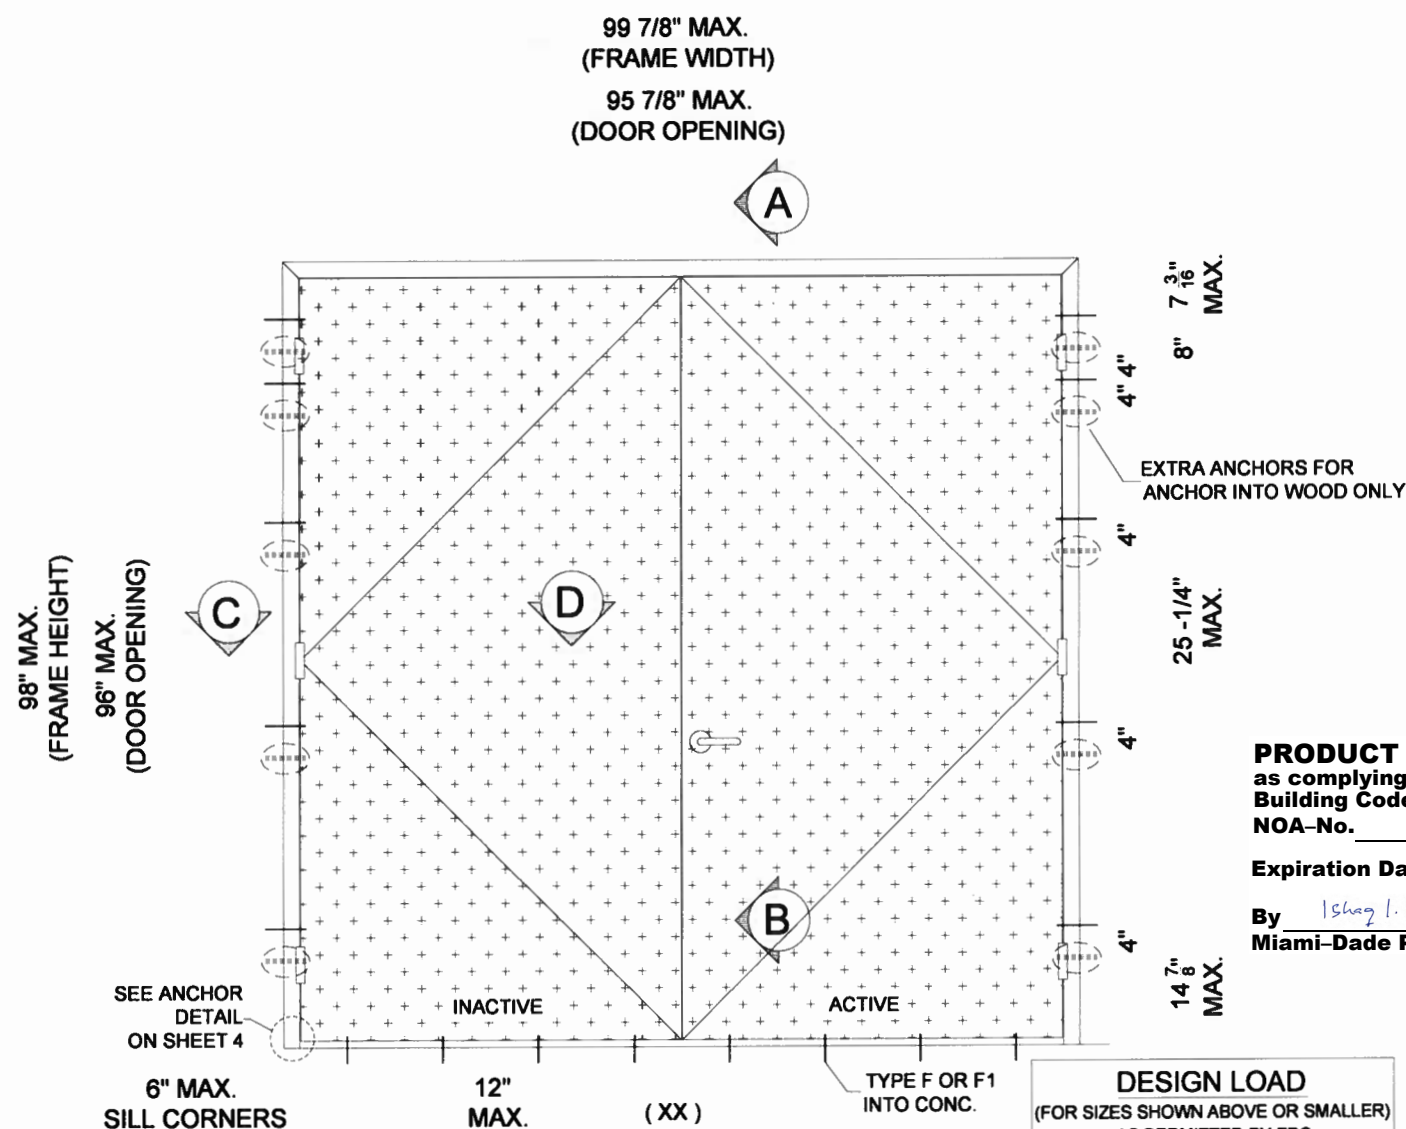 99 7/8" MAX.
(FRAME WIDTH)
95 7/8" MAX.
(DOOR OPENING)
A
7 3/16" MAX.
8"
4"
4"
EXTRA ANCHORS FOR
ANCHOR INTO WOOD ONLY
4"
98" MAX.
(FRAME HEIGHT)
96" MAX.
(DOOR OPENING)
C
D
25 -1/4"
MAX.
4"
PRODUCT
as complying
Building Code
NOA–No.
Expiration Da
By Ishaq I.
Miami–Dade P
B
4"
14 7/8"
MAX.
SEE ANCHOR
DETAIL
ON SHEET 4
INACTIVE
ACTIVE
6" MAX.
SILL CORNERS
12"
MAX.
( XX )
TYPE F OR F1
INTO CONC.
DESIGN LOAD
(FOR SIZES SHOWN ABOVE OR SMALLER)